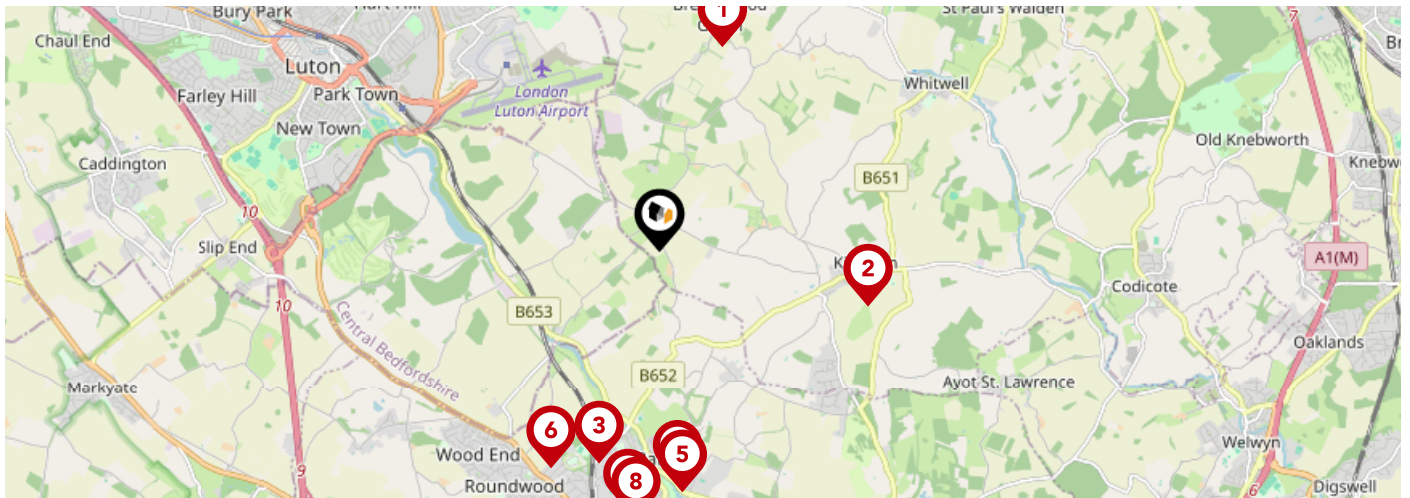 Bury Park
1
St Paul's Walden
7
Chaul End
Luton
Whitwell
Farley Hill
Park Town
London
Luton Airport
New Town
Old Knebworth
Caddington
B651
10
Slip End
2
A1(M)
Codicote
10
B653
Central Bedfordshire
Oaklands
B652
Markyate
Ayot St. Lawrence
6
3
5
Welwyn
Wood End
9
8
Roundwood
6
Digswell